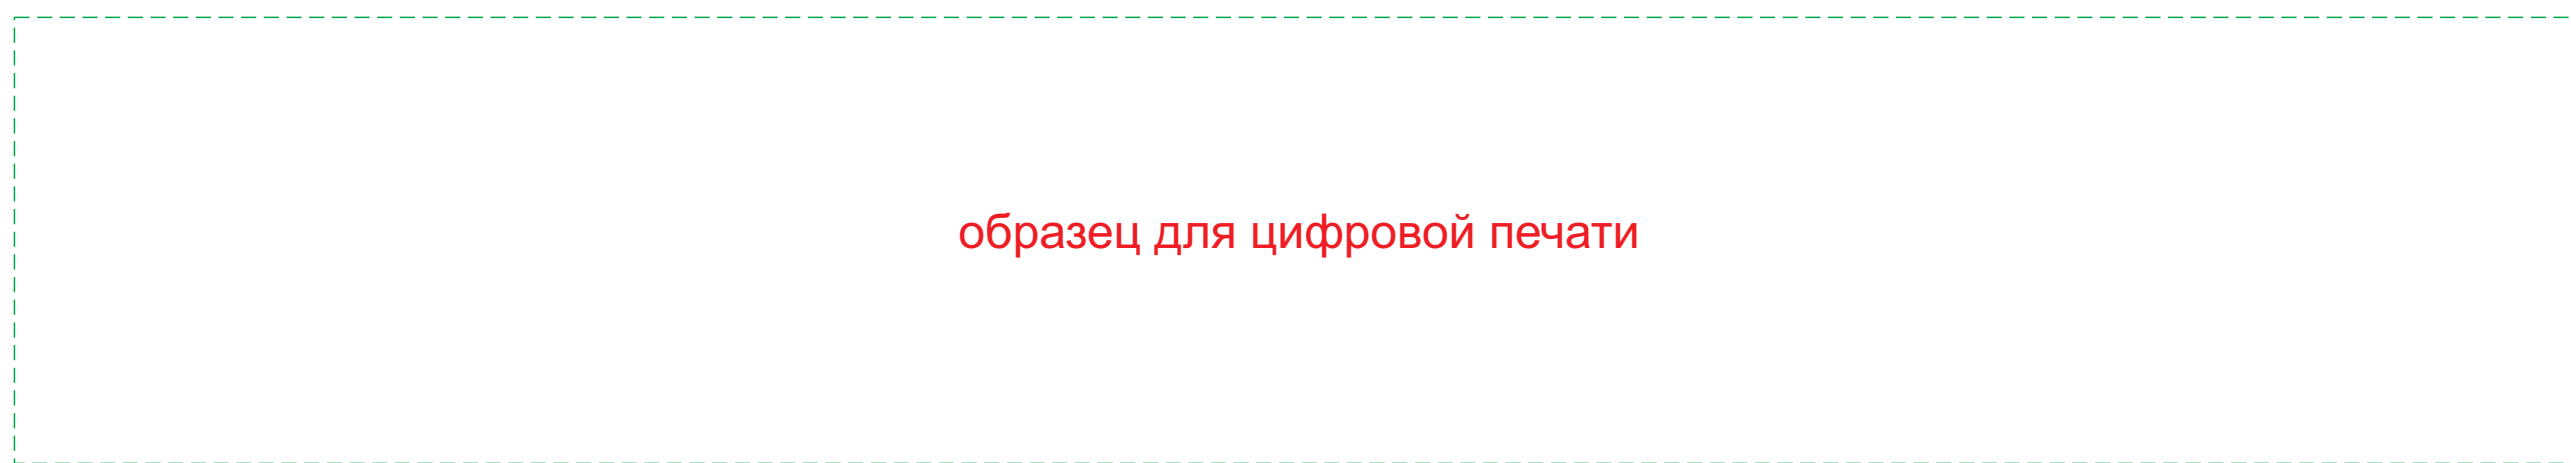 образец для цифровой печати